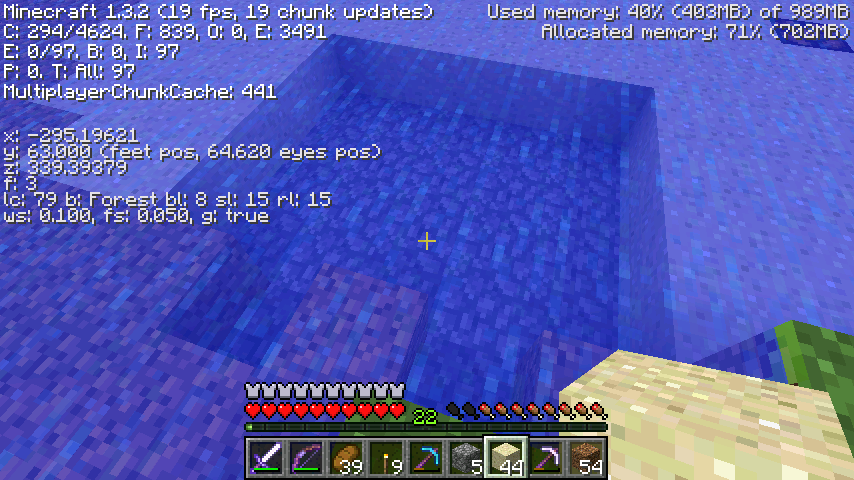 Minecraft 1.3.2 (19 fps, 19 chunk updates)
C: 294/4624. F: 839, O: 0, E: 3491
E: 0/97. B: 0, I: 97
P: 0. T: All: 97
MultiplayerChunkCache: 441
Used memory: 40% (403MB) of 989MB
Allocated memory: 71% (702MB)
x: -295.19621
y: 63.000 (feet pos, 64.620 eyes pos)
z: 339.39379
f: 3
lc: 79 b: Forest bl: 8 sl: 15 rl: 15
ws: 0.100, fs: 0.050, g: true
22
39 9 5 44 54